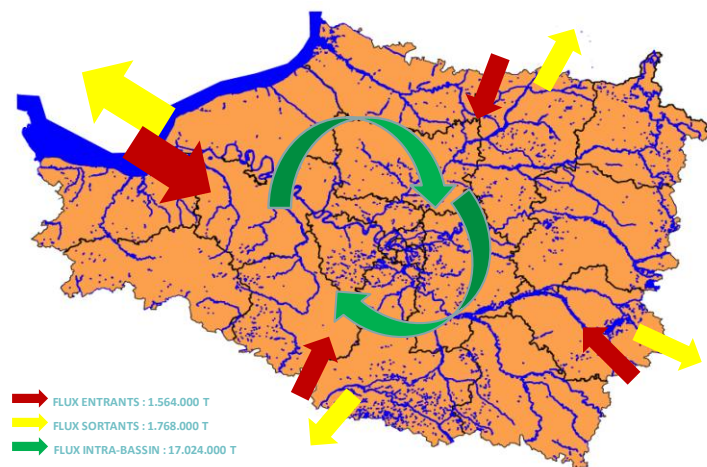 FLUX ENTRANTS : 1.564.000 T
FLUX SORTANTS : 1.768.000 T
FLUX INTRA-BASSIN : 17.024.000 T